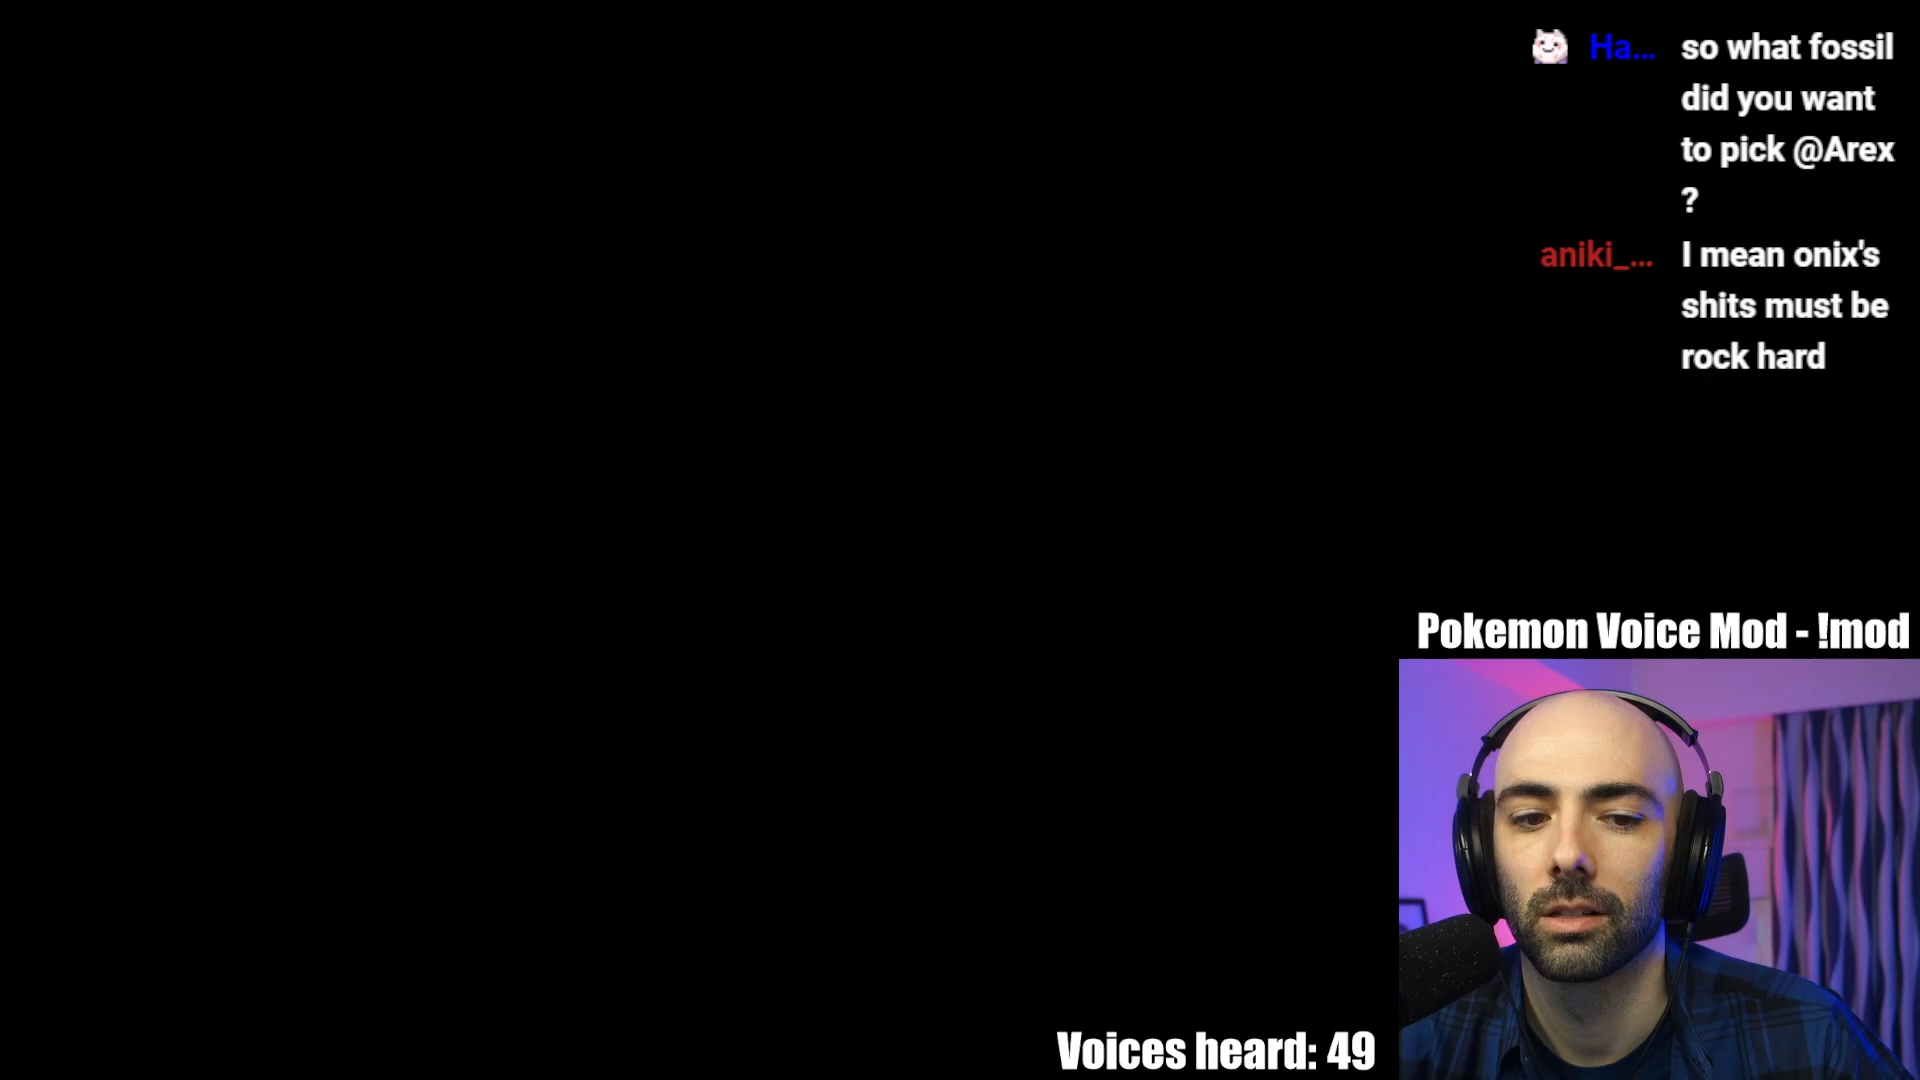 Ha... so what fossil
did you want
to pick @Arex
?
aniki_... I mean onix's
shits must be
rock hard
Pokemon Voice Mod - !mod
Voices heard: 49